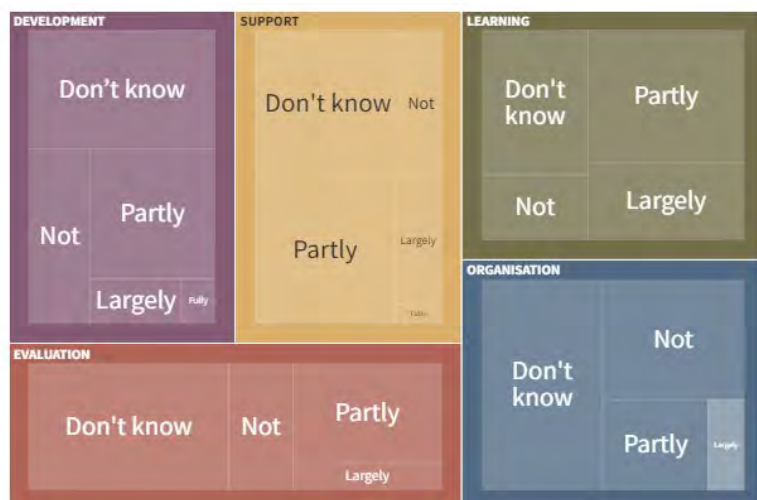 DEVELOPMENT
Don't know
Not
Partly
Largely
Fully
SUPPORT
Don't know
Not
Partly
Largely
Fully
LEARNING
Don't
know
Partly
Not
Largely
EVALUATION
Don't know
Not
Partly
Largely
ORGANISATION
Don't
know
Not
Partly
Largely